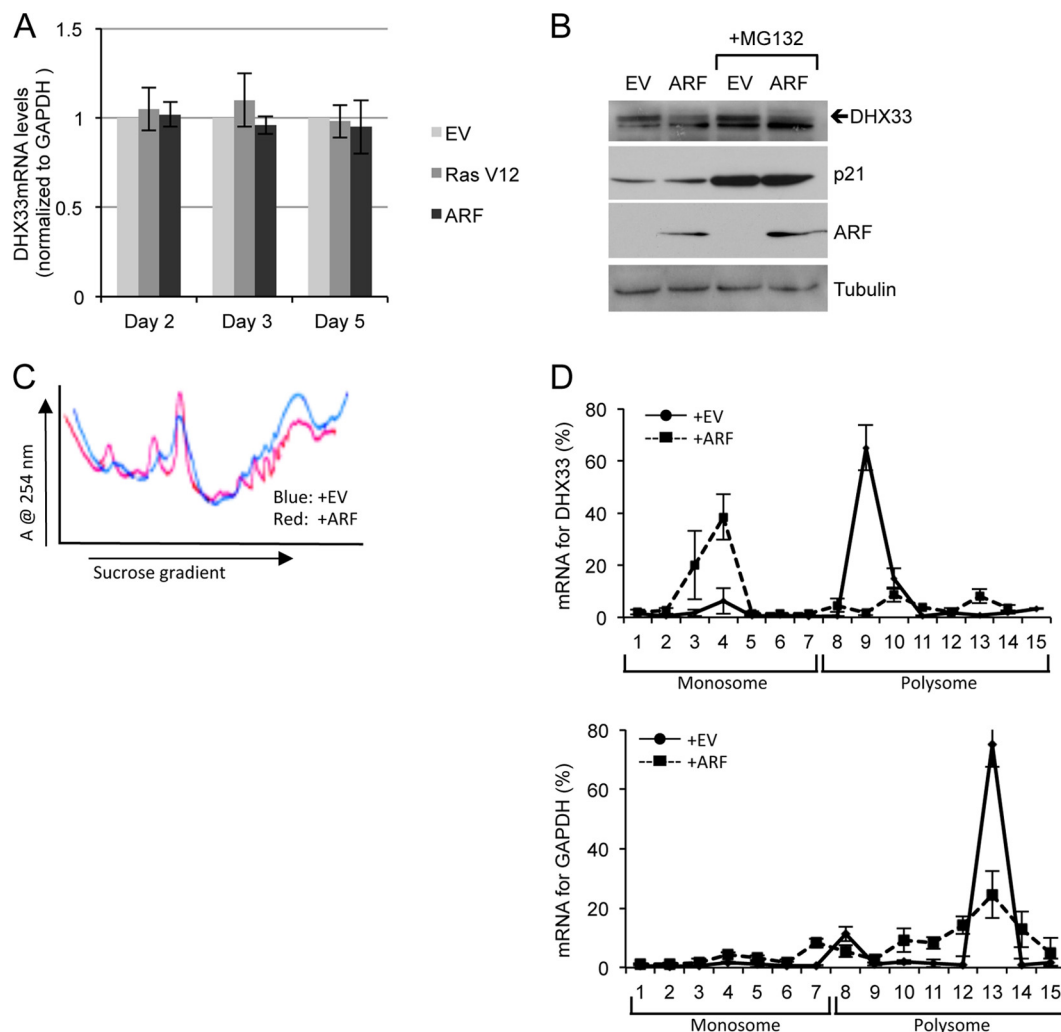 A
DHX33mRNA levels
(normalized to GAPDH )
1.5
1
0.5
0
Day 2 Day 3 Day 5
EV
Ras V12
ARF
B
+MG132
EV ARF EV ARF
DHX33
p21
ARF
Tubulin
C
A @ 254 nm
Blue: +EV
Red: +ARF
Sucrose gradient
D
mRNA for DHX33 (%)
80
60
40
20
0
+EV
+ARF
1 2 3 4 5 6 7 8 9 10 11 12 13 14 15
Monosome Polysome
mRNA for GAPDH (%)
80
60
40
20
0
+EV
+ARF
1 2 3 4 5 6 7 8 9 10 11 12 13 14 15
Monosome Polysome